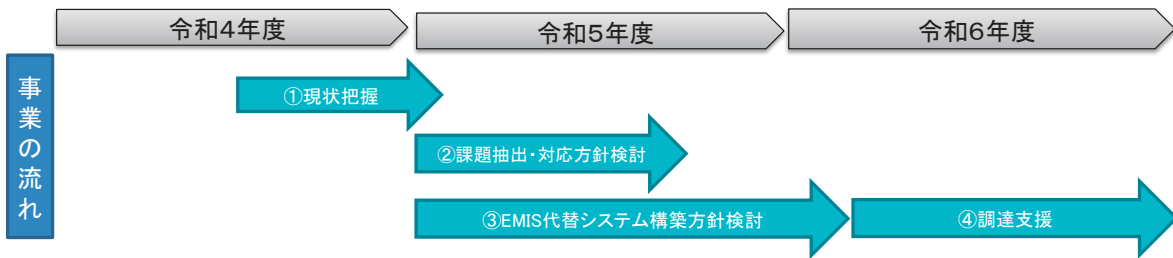 令和4年度
令和5年度
令和6年度
事業の流れ
①現状把握
②課題抽出・対応方針検討
③EMIS代替システム構築方針検討
④調達支援